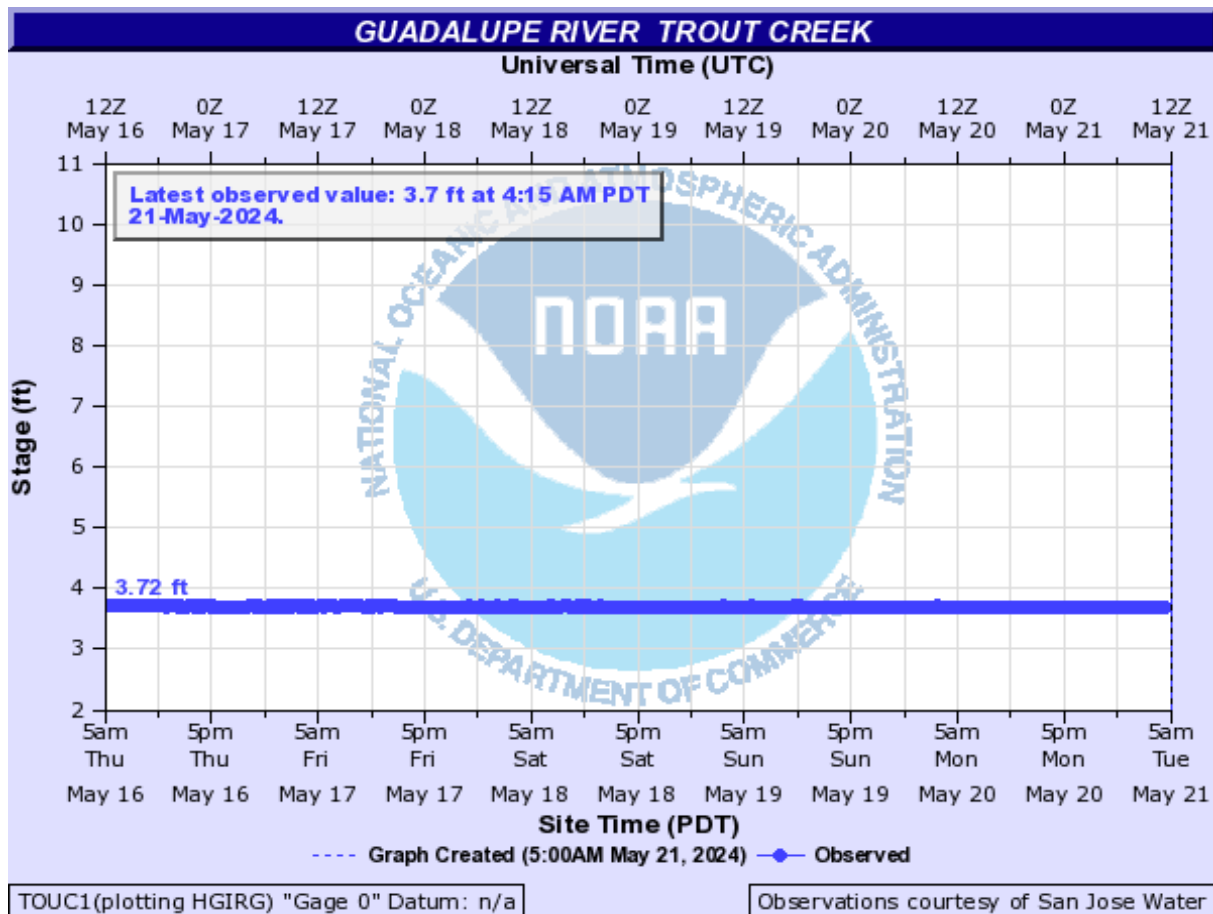 GUADALUPE RIVER TROUT CREEK
Universal Time (UTC)
12Z 0Z 12Z 0Z 12Z 0Z 12Z 0Z 12Z 0Z 12Z
May 16 May 17 May 17 May 18 May 18 May 19 May 19 May 20 May 20 May 21 May 21
Latest observed value: 3.7 ft at 4:15 AM PDT
21-May-2024.
11
10
9
8
7
6
5
4
3
2
Stage (ft)
3.72 ft
NATIONAL OCEANIC AND ATMOSPHERIC ADMINISTRATION
NOAA
U.S. DEPARTMENT OF COMMERCE
5am 5pm 5am 5pm 5am 5pm 5am 5pm 5am 5pm 5am
Thu Thu Fri Fri Sat Sat Sun Sun Mon Mon Tue
May 16 May 16 May 17 May 17 May 18 May 18 May 19 May 19 May 20 May 20 May 21
Site Time (PDT)
Graph Created (5:00AM May 21, 2024) Observed
TOUC1(plotting HGIRG) "Gage 0" Datum: n/a
Observations courtesy of San Jose Water